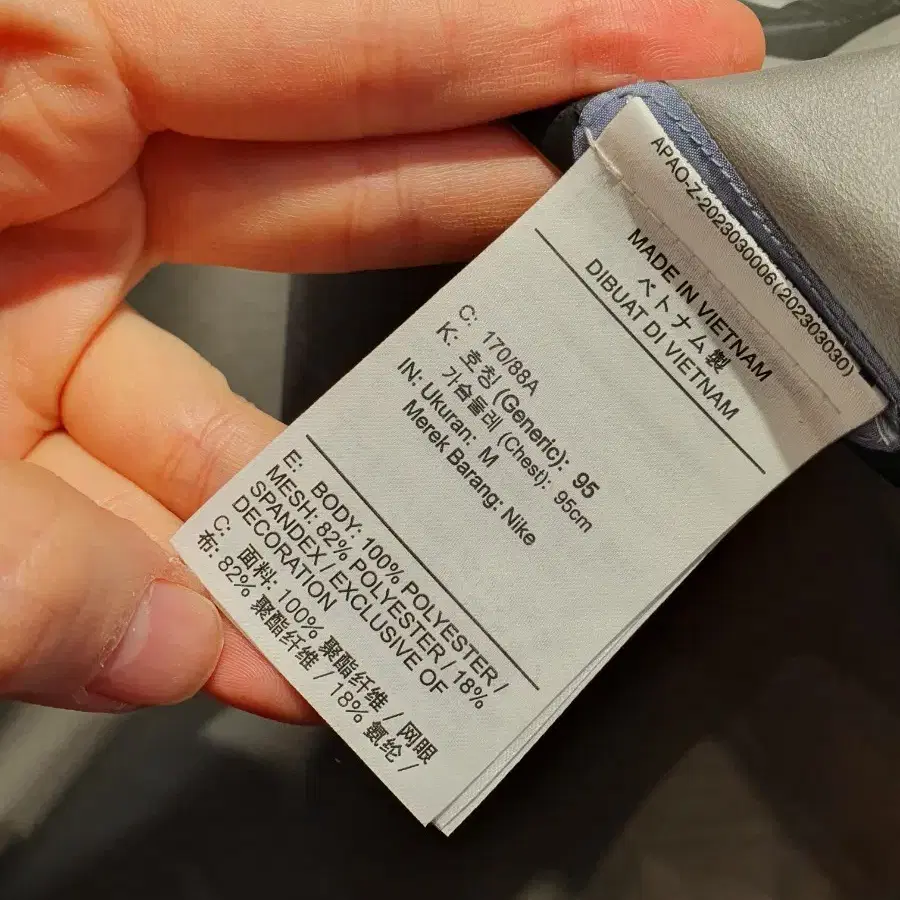 APAO-Z-2023030006(202303030)
MADE IN VIETNAM
ベトナム製
DIBUAT DI VIETNAM
C: 170/88A
K: 호칭 (Generic): 95
가슴둘레 (Chest): 95cm
IN: Ukuran: M
Merek Barang: Nike
E: BODY: 100% POLYESTER /
MESH: 82% POLYESTER / 18%
SPANDEX / EXCLUSIVE OF
DECORATION
C: 面料: 100% 聚酯纤维 / 网眼
布: 82% 聚酯纤维 / 18% 氨纶 /